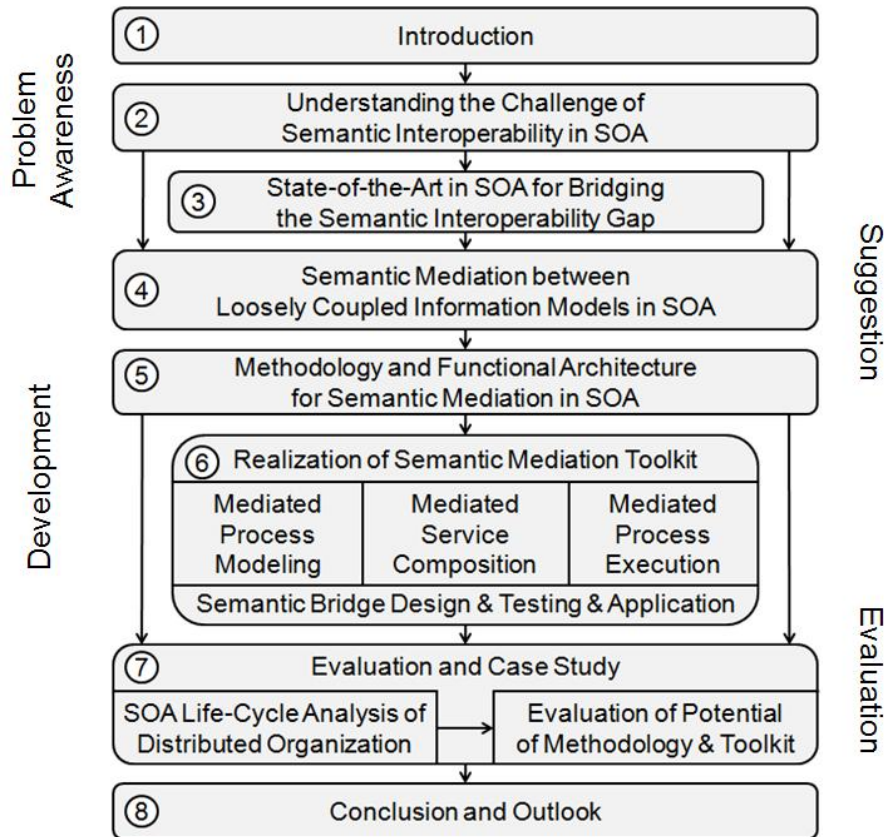 Problem
Awareness
1
Introduction
2
Understanding the Challenge of
Semantic Interoperability in SOA
3
State-of-the-Art in SOA for Bridging
the Semantic Interoperability Gap
Suggestion
4
Semantic Mediation between
Loosely Coupled Information Models in SOA
5
Methodology and Functional Architecture
for Semantic Mediation in SOA
Development
6
Realization of Semantic Mediation Toolkit
Mediated
Process
Modeling
Mediated
Service
Composition
Mediated
Process
Execution
Semantic Bridge Design & Testing & Application
Evaluation
7
Evaluation and Case Study
SOA Life-Cycle Analysis of
Distributed Organization
Evaluation of Potential
of Methodology & Toolkit
8
Conclusion and Outlook